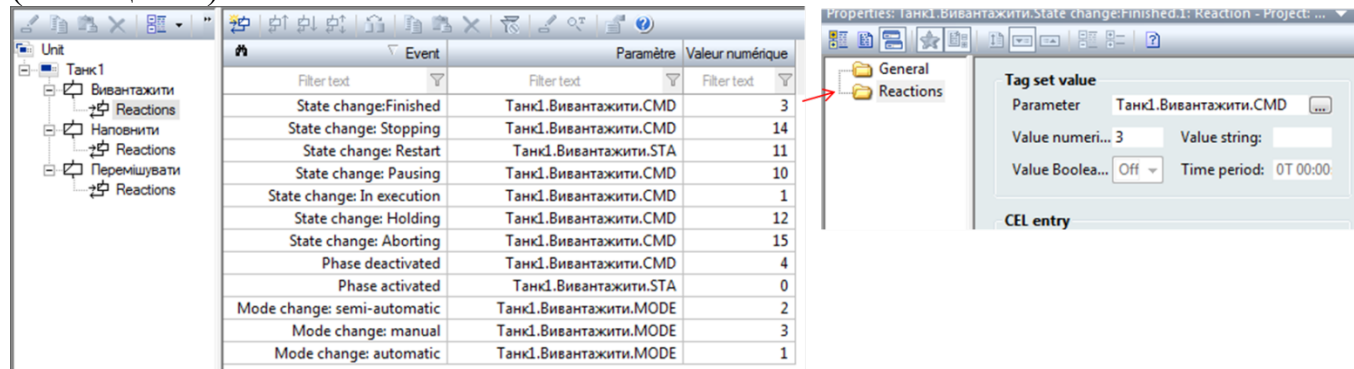 Unit
Танк1
Вивантажити
Reactions
Наповнити
Reactions
Перемішувати
Reactions
Event Paramètre Valeur numérique
Filter text Filter text Filter text
State change:Finished Танк1.Вивантажити.CMD 3
State change: Stopping Танк1.Вивантажити.CMD 14
State change: Restart Танк1.Вивантажити.STA 11
State change: Pausing Танк1.Вивантажити.CMD 10
State change: In execution Танк1.Вивантажити.CMD 1
State change: Holding Танк1.Вивантажити.CMD 12
State change: Aborting Танк1.Вивантажити.CMD 15
Phase deactivated Танк1.Вивантажити.CMD 4
Phase activated Танк1.Вивантажити.STA 0
Mode change: semi-automatic Танк1.Вивантажити.MODE 2
Mode change: manual Танк1.Вивантажити.MODE 3
Mode change: automatic Танк1.Вивантажити.MODE 1
Properties: Танк1.Вивантажити.State change:Finished.1: Reaction - Project: ...
General
Reactions
Tag set value
Parameter Танк1.Вивантажити.CMD ...
Value numeri... 3 Value string:
Value Boolea... Off Time period: 0T 00:00
CEL entry